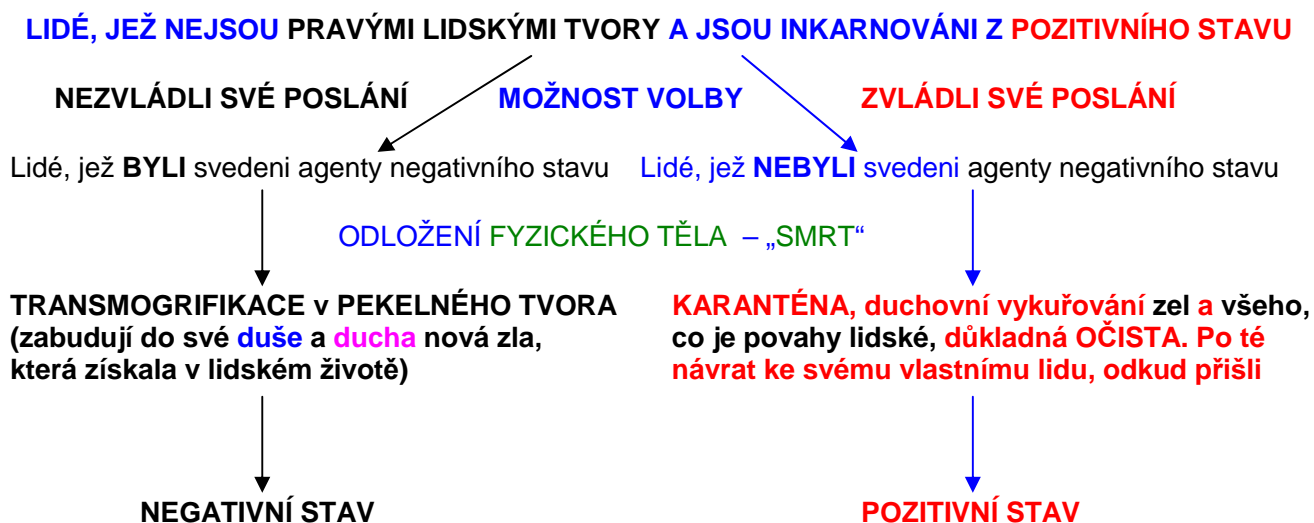 LIDÉ, JEŽ NEJSOU PRAVÝMI LIDSKÝMI TVORY A JSOU INKARNOVÁNI Z POZITIVNÍHO STAVU
NEZVLÁDLI SVÉ POSLÁNÍ MOŽNOST VOLBY ZVLÁDLI SVÉ POSLÁNÍ
Lidé, jež BYLI svedeni agenty negativního stavu Lidé, jež NEBYLI svedeni agenty negativního stavu
ODLOŽENÍ FYZICKÉHO TĚLA – „SMRT“
TRANSMOGRIFIKACE v PEKELNÉHO TVORA
(zabudují do své duše a ducha nová zla,
která získala v lidském životě)
KARANTÉNA, duchovní vykuřování zel a všeho,
co je povahy lidské, důkladná OČISTA. Po té
návrat ke svému vlastnímu lidu, odkud přišli
NEGATIVNÍ STAV POZITIVNÍ STAV